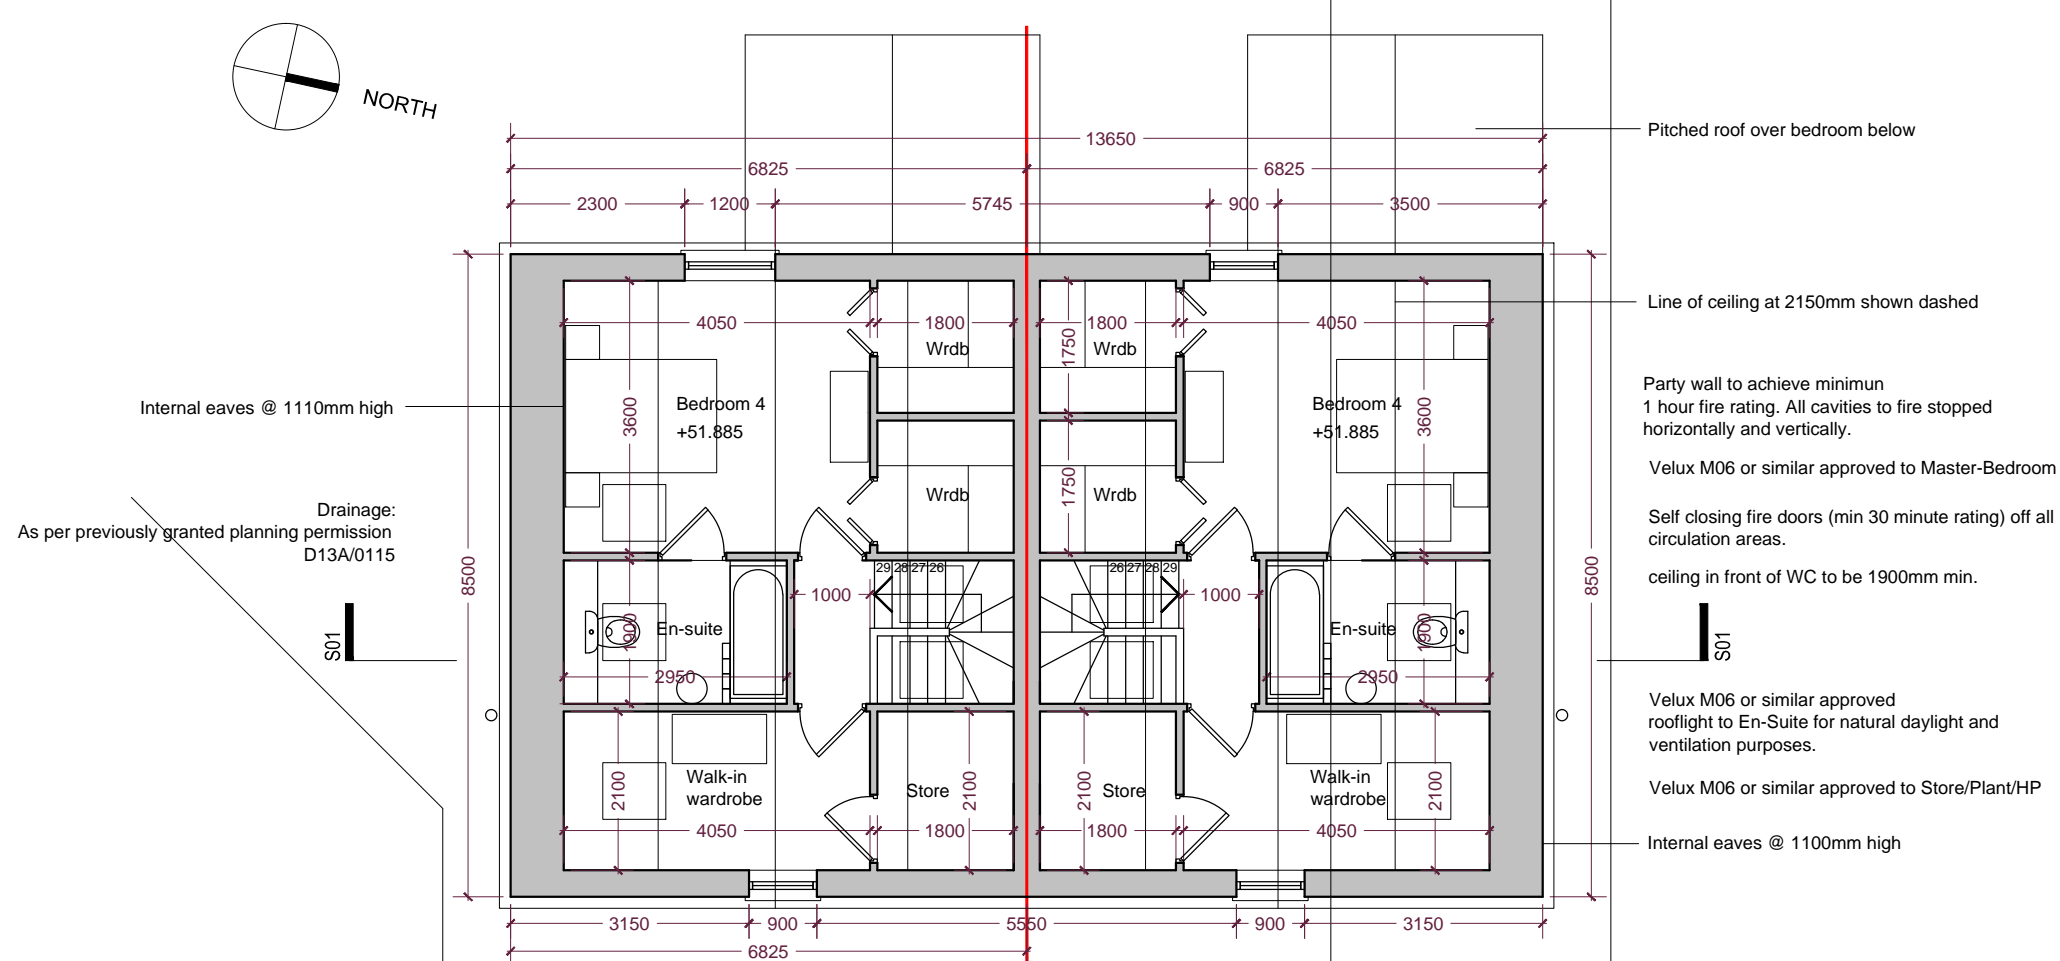 NORTH
13650
Pitched roof over bedroom below
6825
6825
2300
1200
5745
900
3500
Line of ceiling at 2150mm shown dashed
4050
1800
1800
4050
Wrdb
1750
Wrdb
Internal eaves @ 1110mm high
Bedroom 4
+51.885
3600
Bedroom 4
+51.885
3600
Party wall to achieve minimun
1 hour fire rating. All cavities to fire stopped
horizontally and vertically.
Velux M06 or similar approved to Master-Bedroom
Wrdb
1750
Wrdb
Drainage:
As per previously granted planning permission
D13A/0115
Self closing fire doors (min 30 minute rating) off all
circulation areas.
8500
29 28 27 26
26 27 28 29
8500
ceiling in front of WC to be 1900mm min.
1000
1000
S01
1900
En-suite
En-suite
1900
S01
2950
2950
Velux M06 or similar approved
rooflight to En-Suite for natural daylight and
ventilation purposes.
Walk-in
wardrobe
2100
Store
2100
Store
2100
Walk-in
wardrobe
2100
Velux M06 or similar approved to Store/Plant/HP
4050
1800
1800
4050
Internal eaves @ 1100mm high
3150
900
5550
900
3150
6825